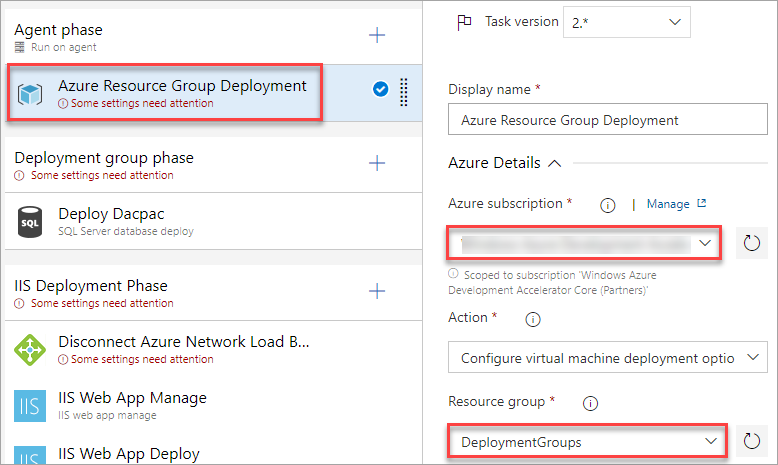 Agent phase
Run on agent
Azure Resource Group Deployment
Some settings need attention
Deployment group phase
Some settings need attention
Deploy Dacpac
SQL
SQL Server database deploy
IIS Deployment Phase
Some settings need attention
Disconnect Azure Network Load B...
Some settings need attention
IIS
IIS Web App Manage
IIS web app manage
IIS
IIS Web App Deploy
Task version
2.*
Display name *
Azure Resource Group Deployment
Azure Details
Azure subscription *
Manage
Scoped to subscription 'Windows Azure
Development Accelerator Core (Partners)'
Action *
Configure virtual machine deployment optio
Resource group *
DeploymentGroups